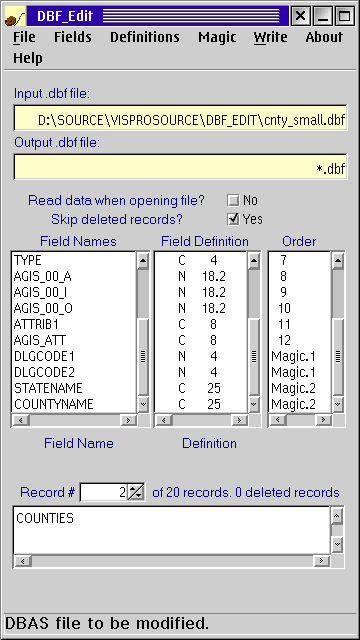 DBF_Edit
File Fields Definitions Magic Write About
Help
Input .dbf file:
D:\SOURCE\VISPROSOURCE\DBF_EDIT\cnty_small.dbf
Output .dbf file:
*.dbf
Read data when opening file? No
Skip deleted records? Yes
Field Names Field Definition Order
TYPE C 4 7
AGIS_00_A N 18.2 8
AGIS_00_I N 18.2 9
AGIS_00_O N 18.2 10
ATTRIB1 C 8 11
AGIS_ATT C 8 12
DLGCODE1 N 4 Magic.1
DLGCODE2 N 4 Magic.1
STATENAME C 25 Magic.2
COUNTYNAME C 25 Magic.2
Field Name Definition
Record # 2 of 20 records. 0 deleted records
COUNTIES
DBAS file to be modified.